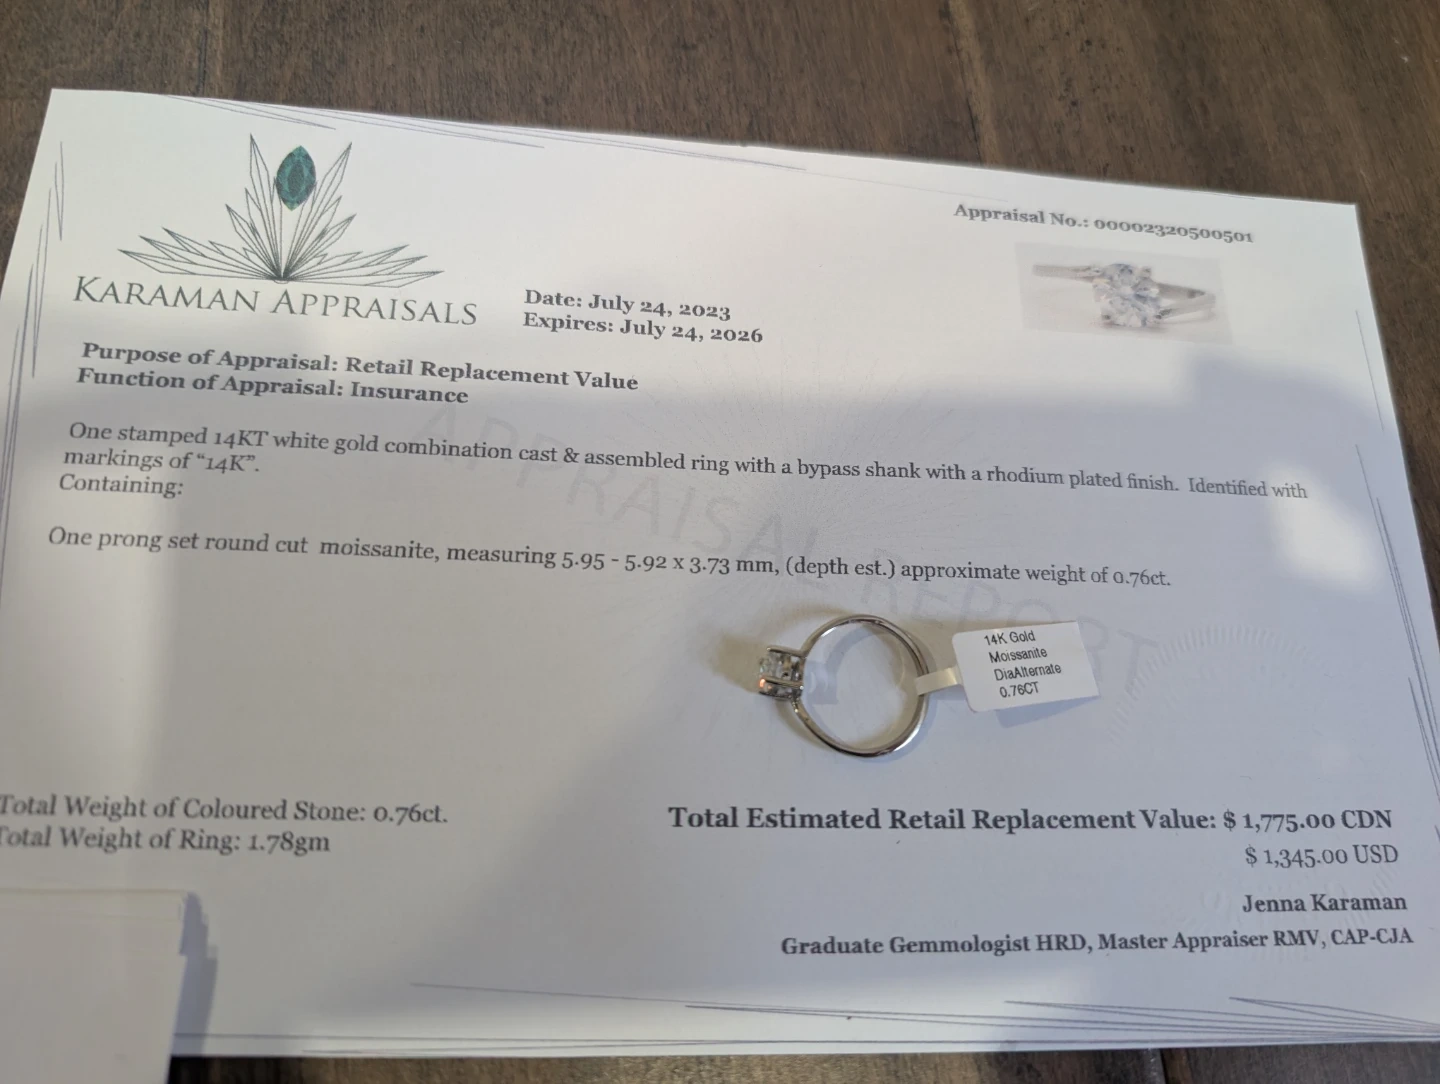 KARAMAN APPRAISALS
Appraisal No.: 00002320500501
Date: July 24, 2023
Expires: July 24, 2026
Purpose of Appraisal: Retail Replacement Value
Function of Appraisal: Insurance
One stamped 14KT white gold combination cast & assembled ring with a bypass shank with a rhodium plated finish. Identified with
markings of “14K”.
Containing:
One prong set round cut moissanite, measuring 5.95 - 5.92 x 3.73 mm, (depth est.) approximate weight of 0.76ct.
APPRAISAL REPORT
14K Gold
Moissanite
DiaAlternate
0.76CT
Total Weight of Coloured Stone: 0.76ct.
Total Weight of Ring: 1.78gm
Total Estimated Retail Replacement Value: $ 1,775.00 CDN
$ 1,345.00 USD
Jenna Karaman
Graduate Gemmologist HRD, Master Appraiser RMV, CAP-CJA